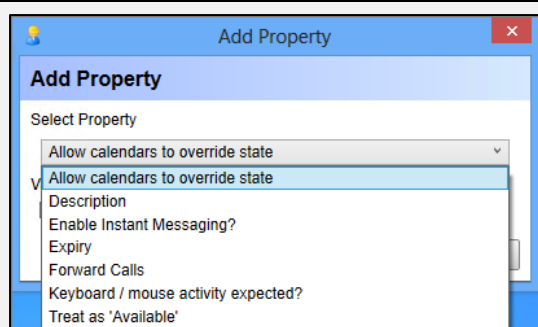 Add Property
Add Property
Select Property
Allow calendars to override state
V
Allow calendars to override state
Description
Enable Instant Messaging?
Expiry
Forward Calls
Keyboard / mouse activity expected?
Treat as 'Available'